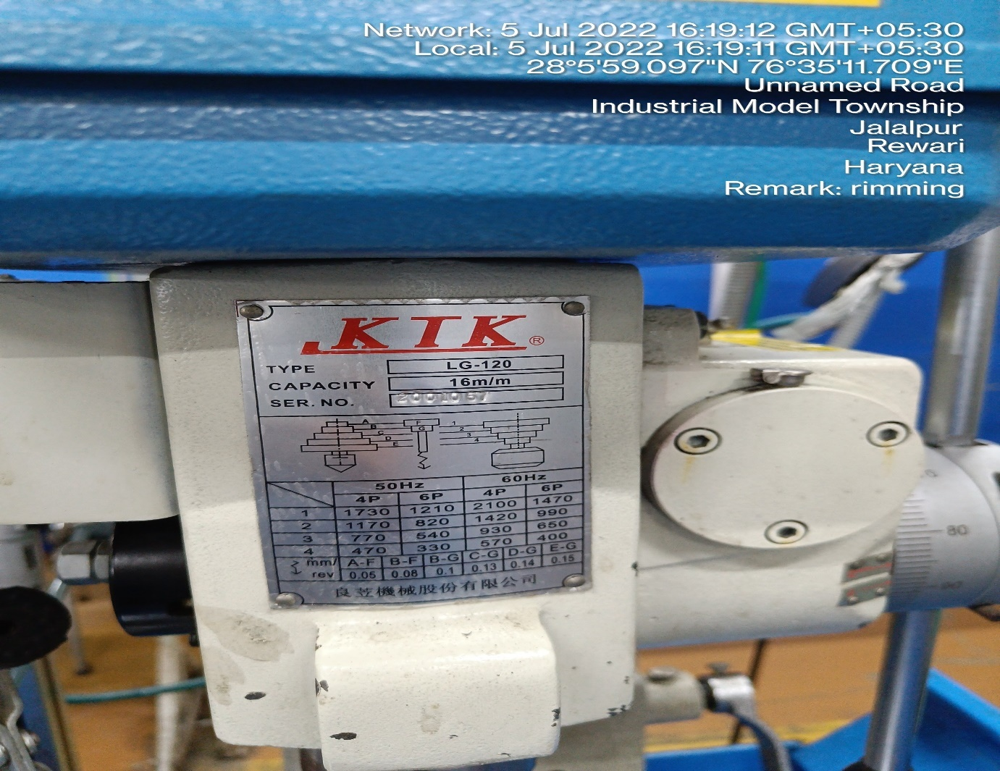 Network: 5 Jul 2022 16:19:12 GMT+05:30
Local: 5 Jul 2022 16:19:11 GMT+05:30
28°5'59.097"N 76°35'11.709"E
Unnamed Road
Industrial Model Township
Jalalpur
Rewari
Haryana
Remark: rimming
KTK®
TYPE LG-120
CAPACITY 16m/m
SER. NO. 2001057
A B C D E F G 1 2 3 4
50Hz 60Hz
4P 6P 4P 6P
1 1730 1210 2100 1470
2 1170 820 1420 990
3 770 540 930 650
4 470 330 570 400
mm/rev A-F B-F B-G C-G D-G E-G
0.05 0.08 0.1 0.13 0.14 0.15
良苙機械股份有限公司
80